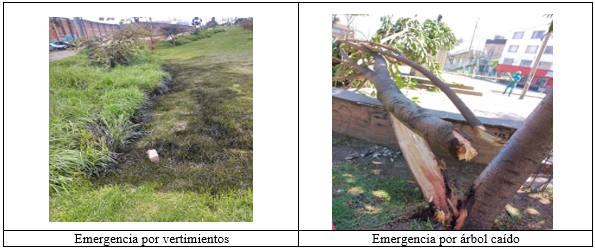 Emergencia por vertimientos
Emergencia por árbol caído